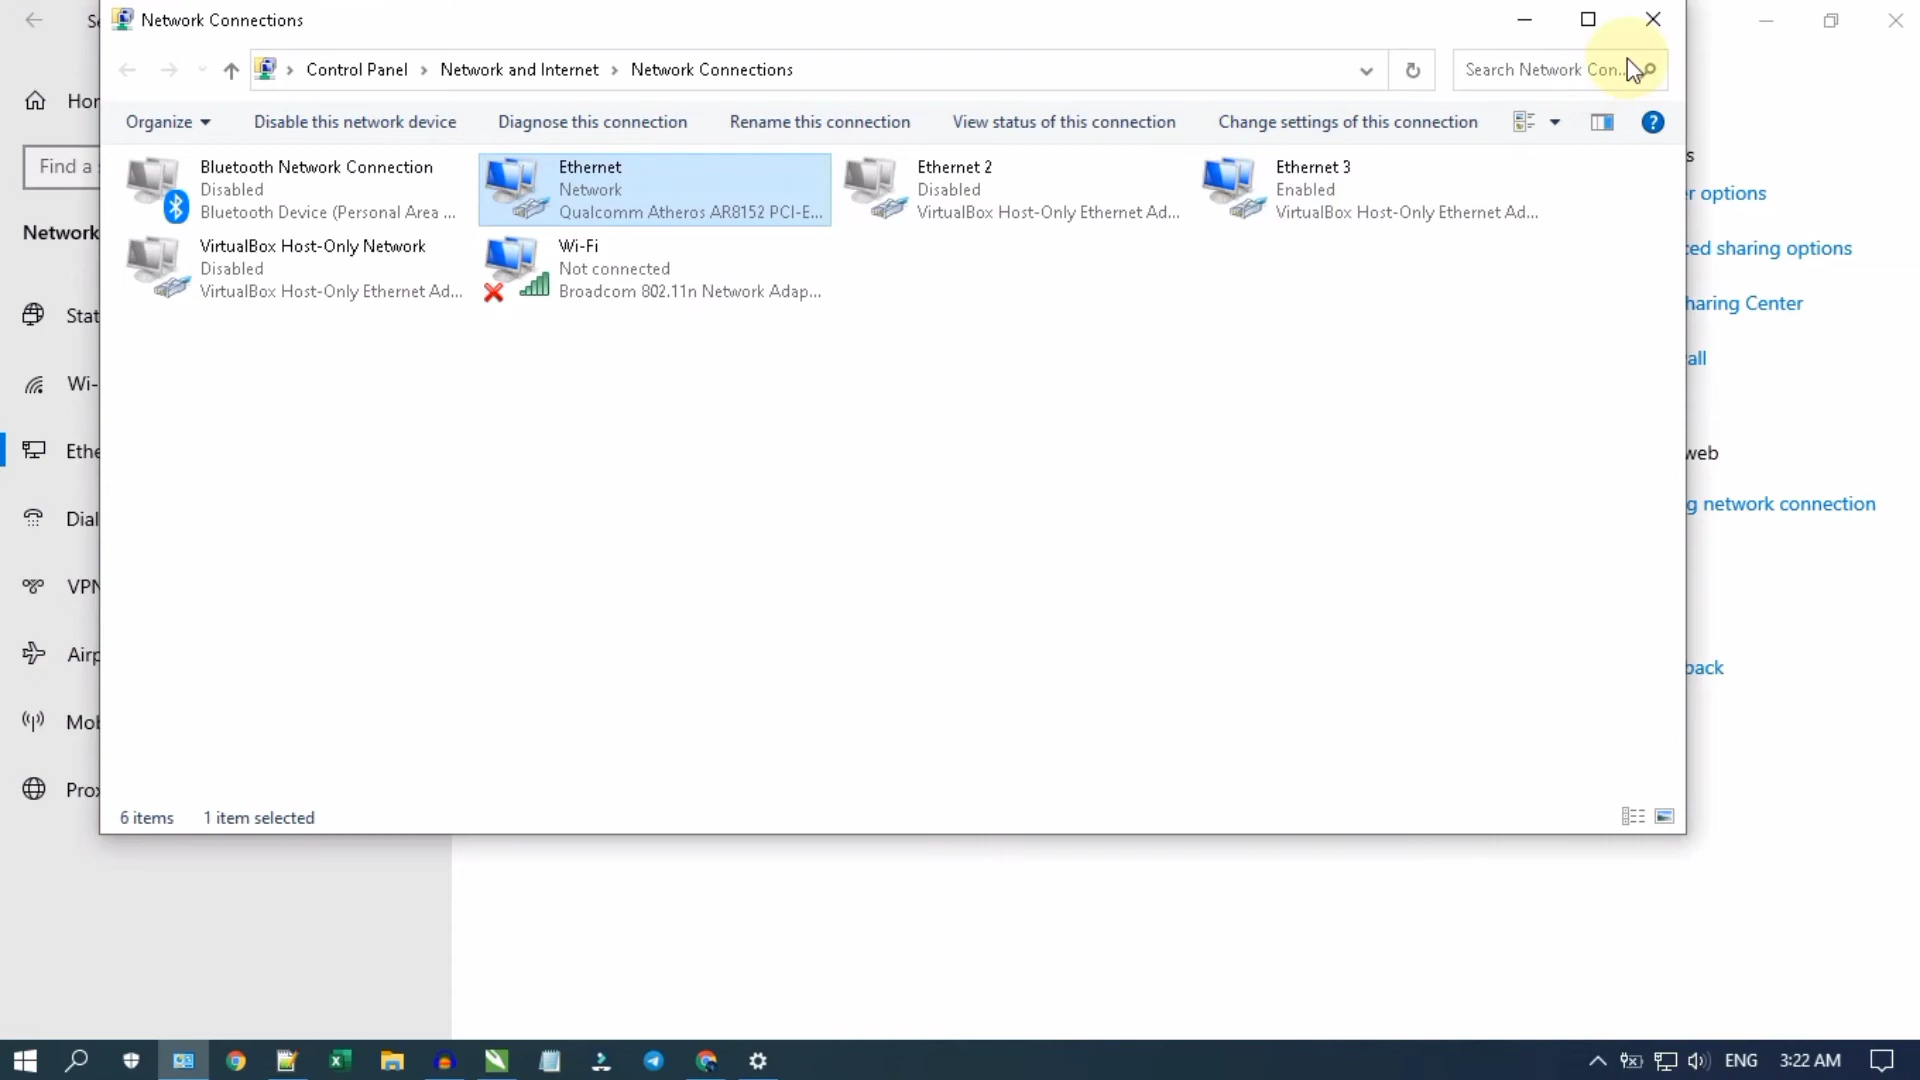 Network Connections
Control Panel
Network and Internet
Network Connections
Search Network Con...
Organize
Disable this network device
Diagnose this connection
Rename this connection
View status of this connection
Change settings of this connection
Bluetooth Network Connection
Disabled
Bluetooth Device (Personal Area ...
Ethernet
Network
Qualcomm Atheros AR8152 PCI-E...
Ethernet 2
Disabled
VirtualBox Host-Only Ethernet Ad...
Ethernet 3
Enabled
VirtualBox Host-Only Ethernet Ad...
VirtualBox Host-Only Network
Disabled
VirtualBox Host-Only Ethernet Ad...
Wi-Fi
Not connected
Broadcom 802.11n Network Adap...
6 items
1 item selected
S
Hor
Find a
Network
Stat
Wi-
Ethe
Dial
VPN
Airp
Mob
Prox
s
r options
ced sharing options
haring Center
all
web
g network connection
back
ENG
3:22 AM